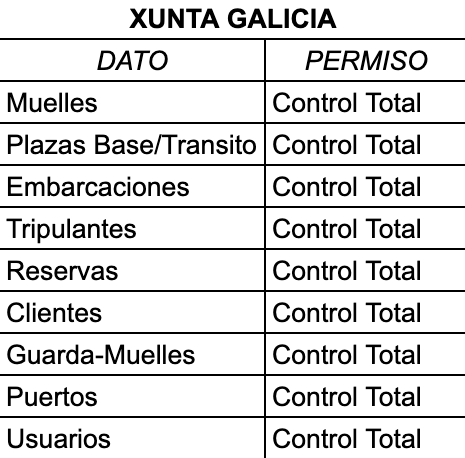 XUNTA GALICIA
DATO PERMISO
Muelles Control Total
Plazas Base/Transito Control Total
Embarcaciones Control Total
Tripulantes Control Total
Reservas Control Total
Clientes Control Total
Guarda-Muelles Control Total
Puertos Control Total
Usuarios Control Total